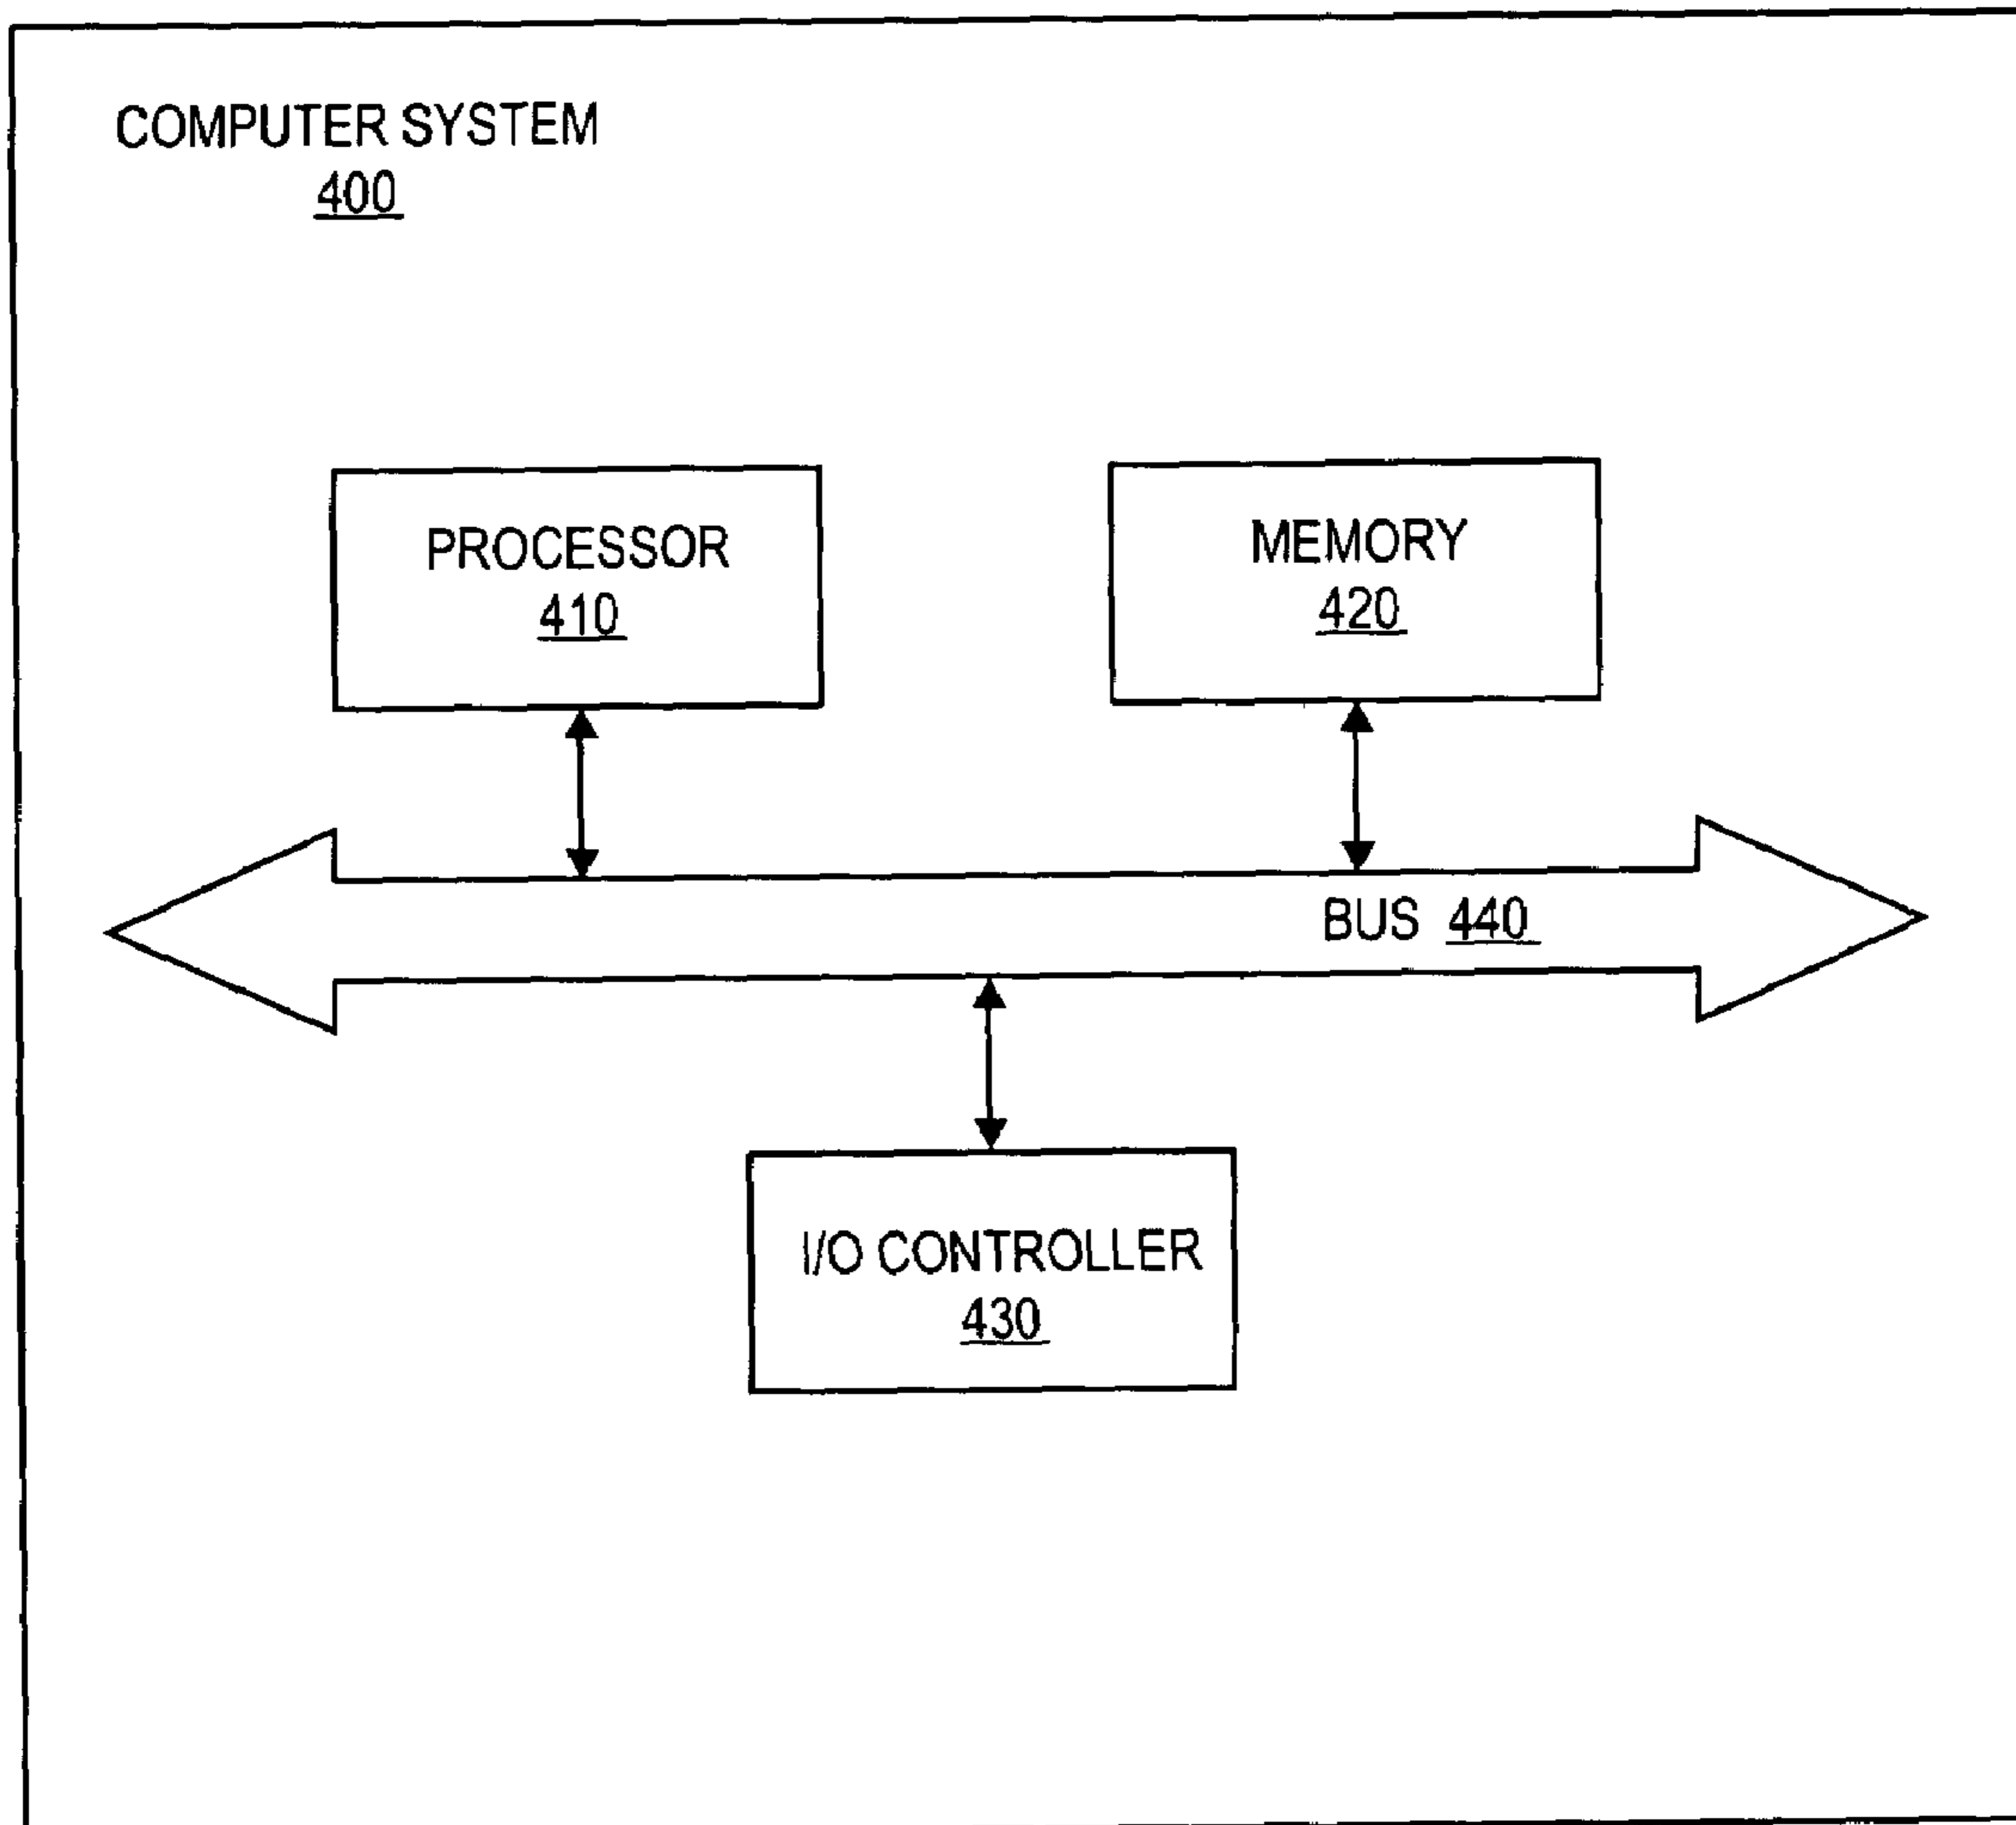 COMPUTER SYSTEM
400
PROCESSOR
410
MEMORY
420
BUS 440
I/O CONTROLLER
430